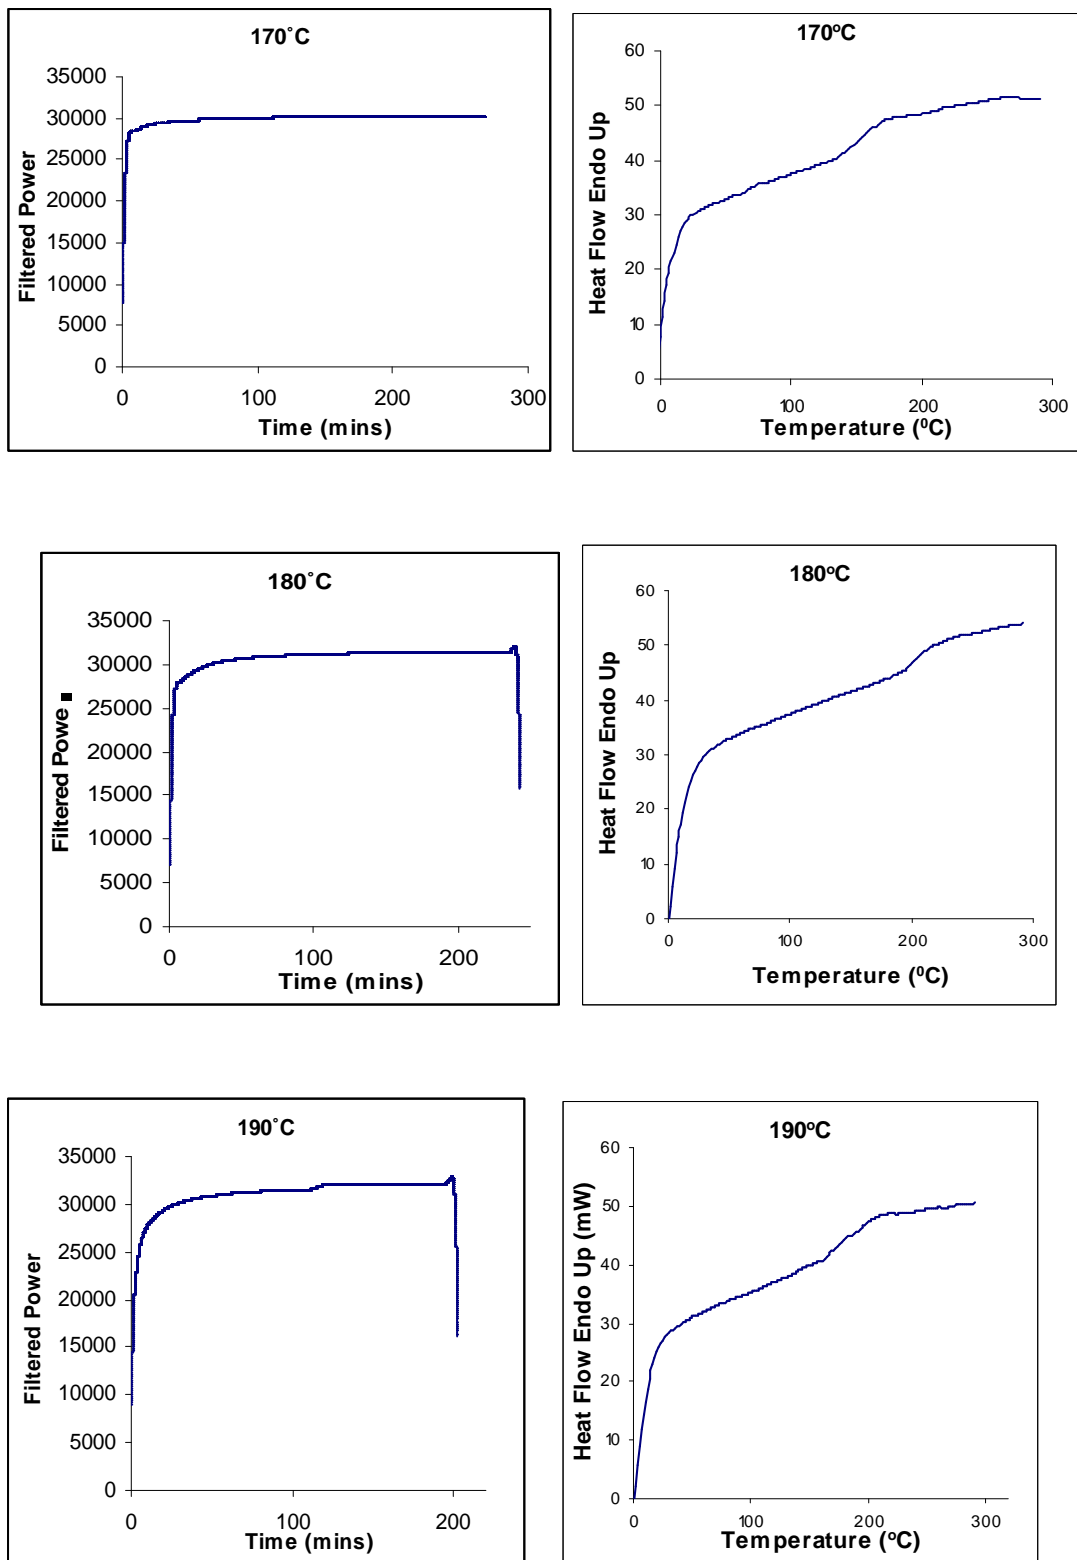 170˚C
35000
30000
25000
20000
15000
10000
5000
0
Filtered Power
0 100 200 300
Time (mins)
170ºC
60
50
40
30
20
10
0
Heat Flow Endo Up
0 100 200 300
Temperature (⁰C)
180˚C
35000
30000
25000
20000
15000
10000
5000
0
Filtered Powe
0 100 200
Time (mins)
180ºC
60
50
40
30
20
10
0
Heat Flow Endo Up
0 100 200 300
Temperature (⁰C)
190˚C
35000
30000
25000
20000
15000
10000
5000
0
Filtered Power
0 100 200
Time (mins)
190ºC
60
50
40
30
20
10
0
Heat Flow Endo Up (mW)
0 100 200 300
Temperature (ºC)